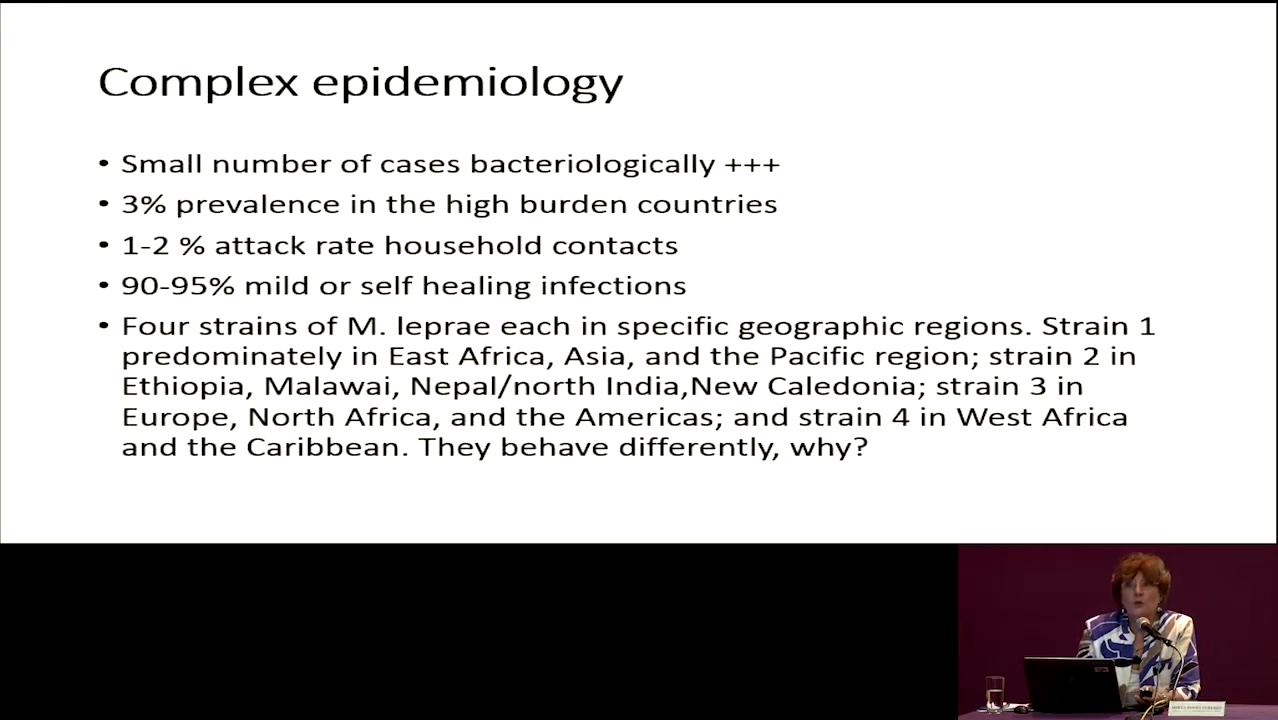 Complex epidemiology
• Small number of cases bacteriologically +++
• 3% prevalence in the high burden countries
• 1-2 % attack rate household contacts
• 90-95% mild or self healing infections
• Four strains of M. leprae each in specific geographic regions. Strain 1
predominately in East Africa, Asia, and the Pacific region; strain 2 in
Ethiopia, Malawai, Nepal/north India,New Caledonia; strain 3 in
Europe, North Africa, and the Americas; and strain 4 in West Africa
and the Caribbean. They behave differently, why?